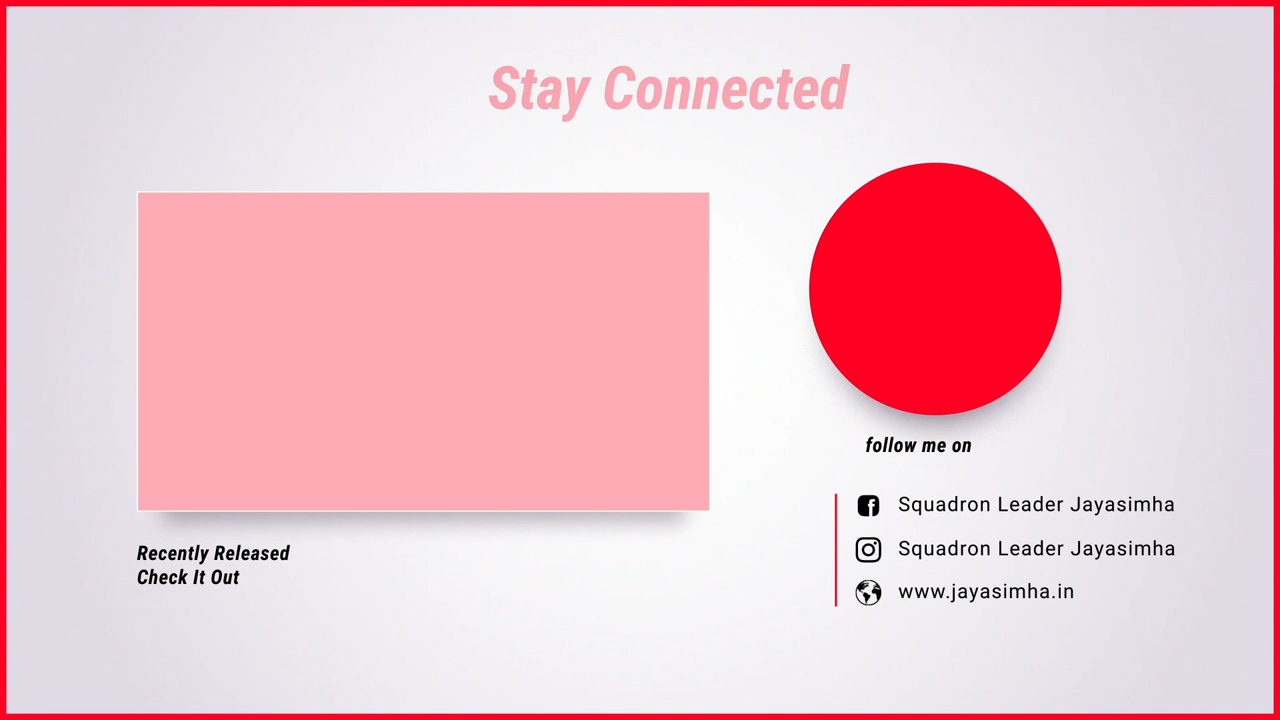 Stay Connected
Recently Released
Check It Out
follow me on
Squadron Leader Jayasimha
Squadron Leader Jayasimha
www.jayasimha.in